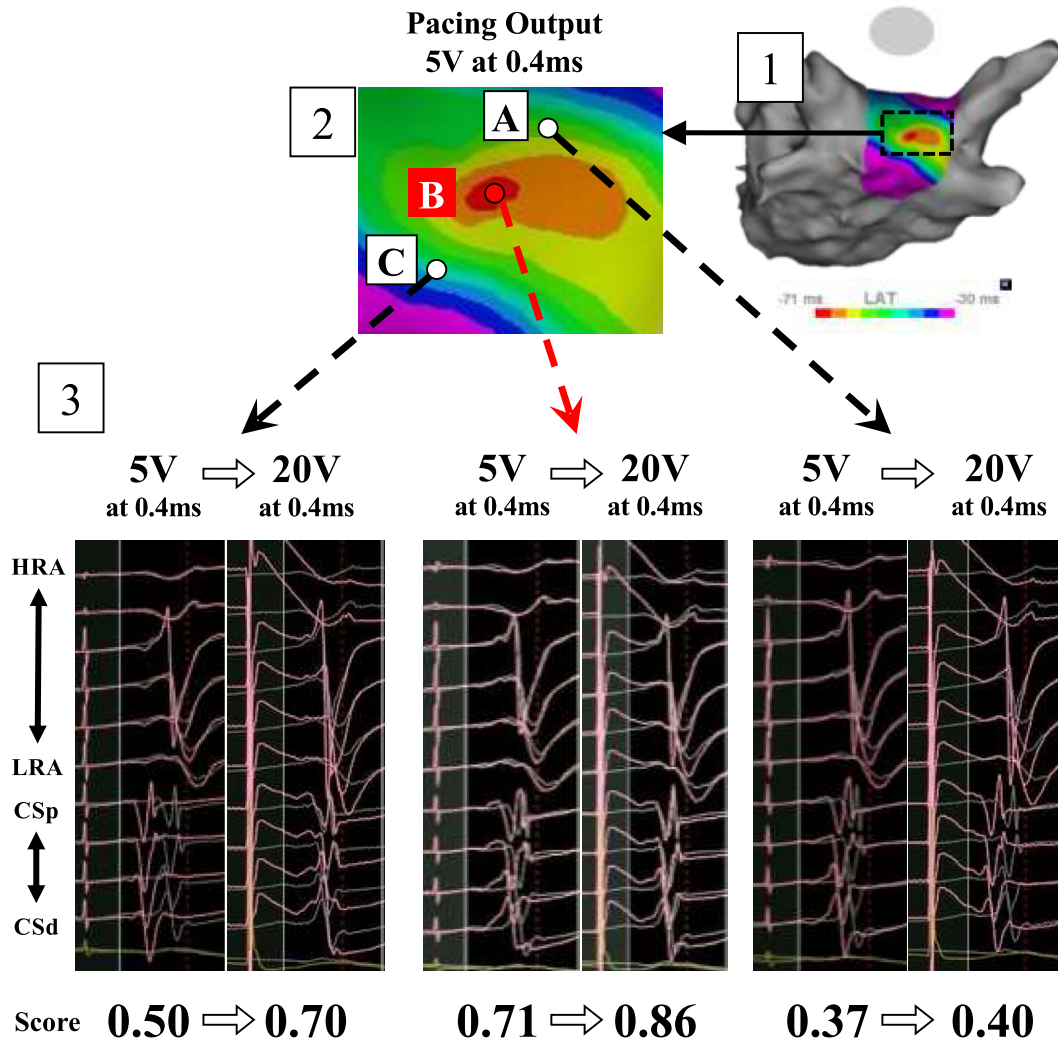 Pacing Output
5V at 0.4ms
1
2
A
B
C
-71 ms LAT -30 ms
3
5V 20V 5V 20V 5V 20V
at 0.4ms at 0.4ms at 0.4ms at 0.4ms at 0.4ms at 0.4ms
HRA
LRA
CSp
CSd
Score 0.50 0.70 0.71 0.86 0.37 0.40